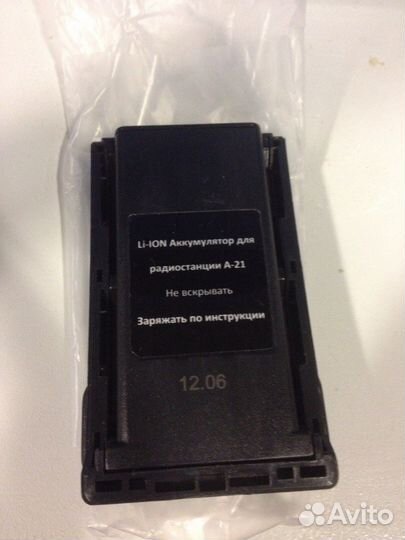 Li-ION Аккумулятор для
радиостанции А-21
Не вскрывать
Заряжать по инструкции
12.06
Avito